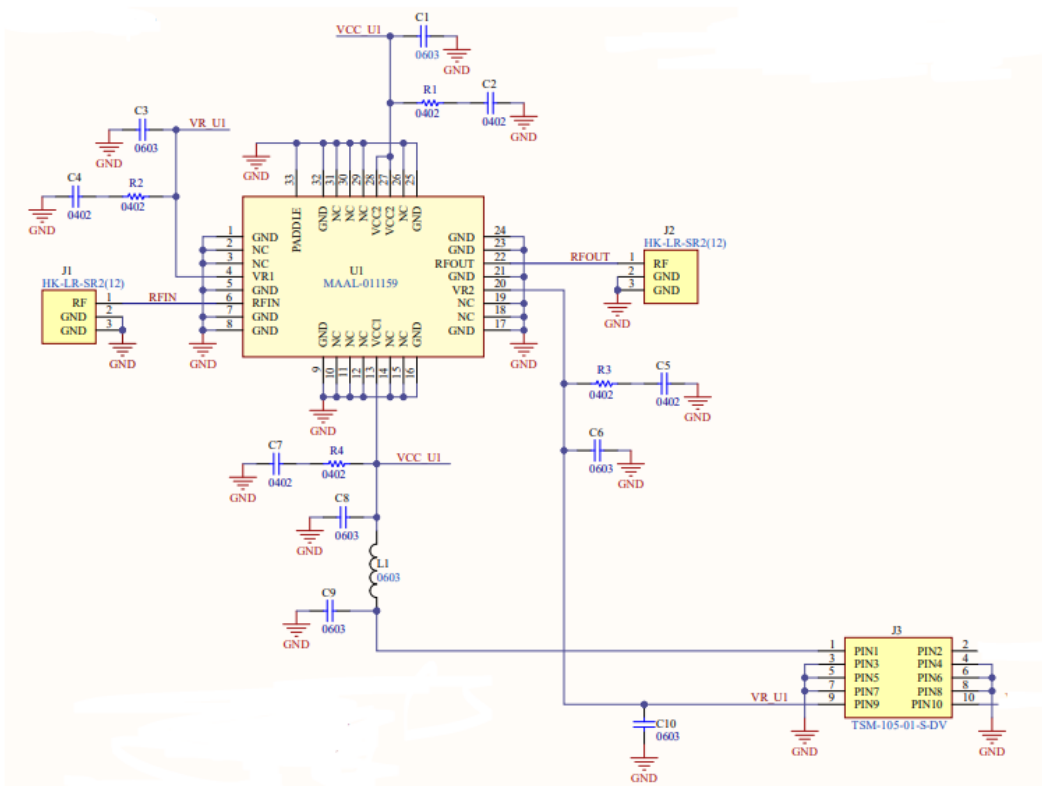 C1
VCC_U1
0603
GND
R1
C2
0402
0402
GND
C3
VR_U1
0603
GND
C4
R2
0402
0402
GND
GND
33
32
31
30
29
28
27
26
25
PADDLE
GND
NC
NC
NC
VCC2
VCC2
NC
GND
1
GND
2
NC
3
NC
4
VR1
5
GND
6
RFIN
7
GND
8
GND
U1
MAAL-011159
GND
24
GND
23
RFOUT
22
GND
21
VR2
20
NC
19
NC
18
GND
17
GND
NC
NC
NC
VCC1
NC
NC
GND
9
10
11
12
13
14
15
16
J1
HK-LR-SR2(12)
RF
1
GND
2
GND
3
RFIN
GND
GND
GND
GND
J2
HK-LR-SR2(12)
RFOUT
1
RF
2
GND
3
GND
GND
R3
C5
0402
0402
GND
C6
0603
GND
C7
R4
VCC_U1
0402
0402
GND
C8
0603
GND
L1
0603
C9
0603
GND
J3
1
PIN1
PIN2
2
3
PIN3
PIN4
4
5
PIN5
PIN6
6
7
PIN7
PIN8
8
VR_U1
9
PIN9
PIN10
10
TSM-105-01-S-DV
GND
GND
C10
0603
GND